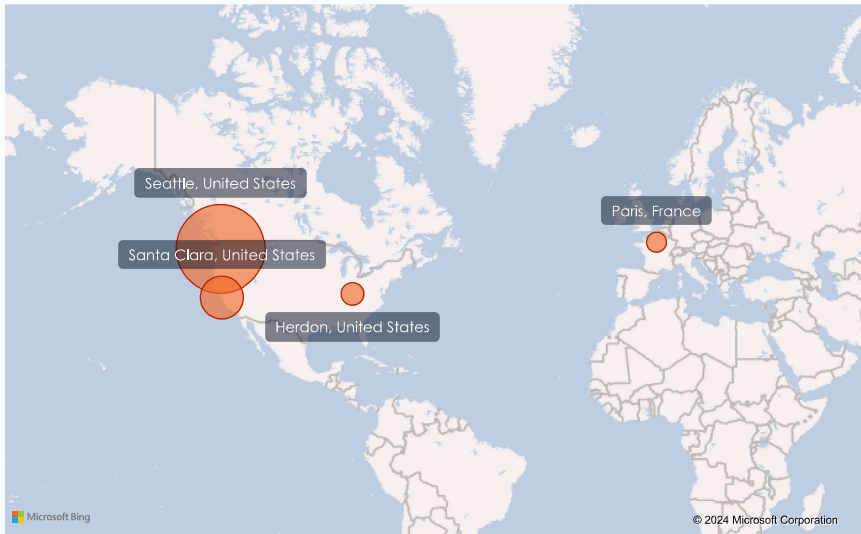 Seattle, United States
Paris, France
Santa Clara, United States
Herdon, United States
Microsoft Bing
© 2024 Microsoft Corporation